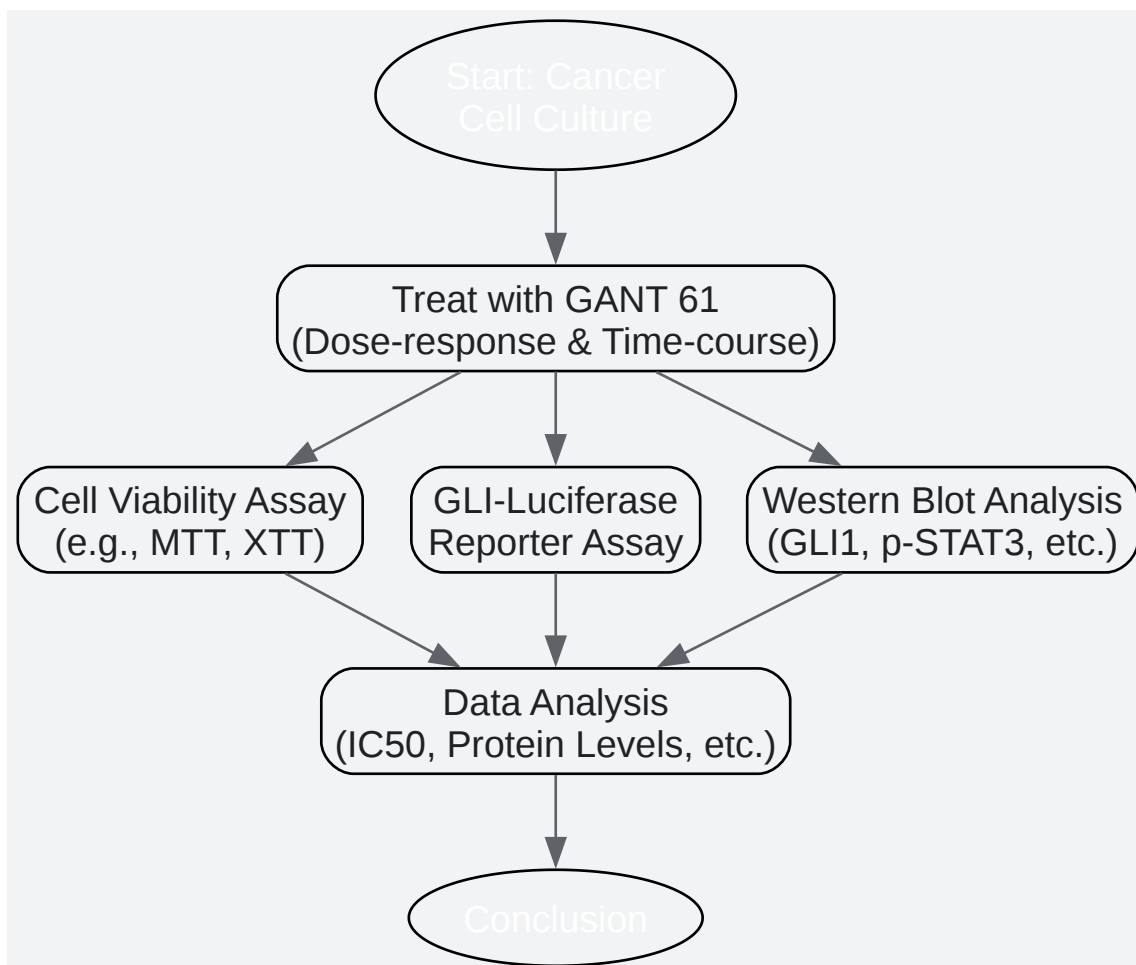 Start: Cancer
Cell Culture
Treat with GANT 61
(Dose-response & Time-course)
Cell Viability Assay
(e.g., MTT, XTT)
GLI-Luciferase
Reporter Assay
Western Blot Analysis
(GLI1, p-STAT3, etc.)
Data Analysis
(IC50, Protein Levels, etc.)
Conclusion